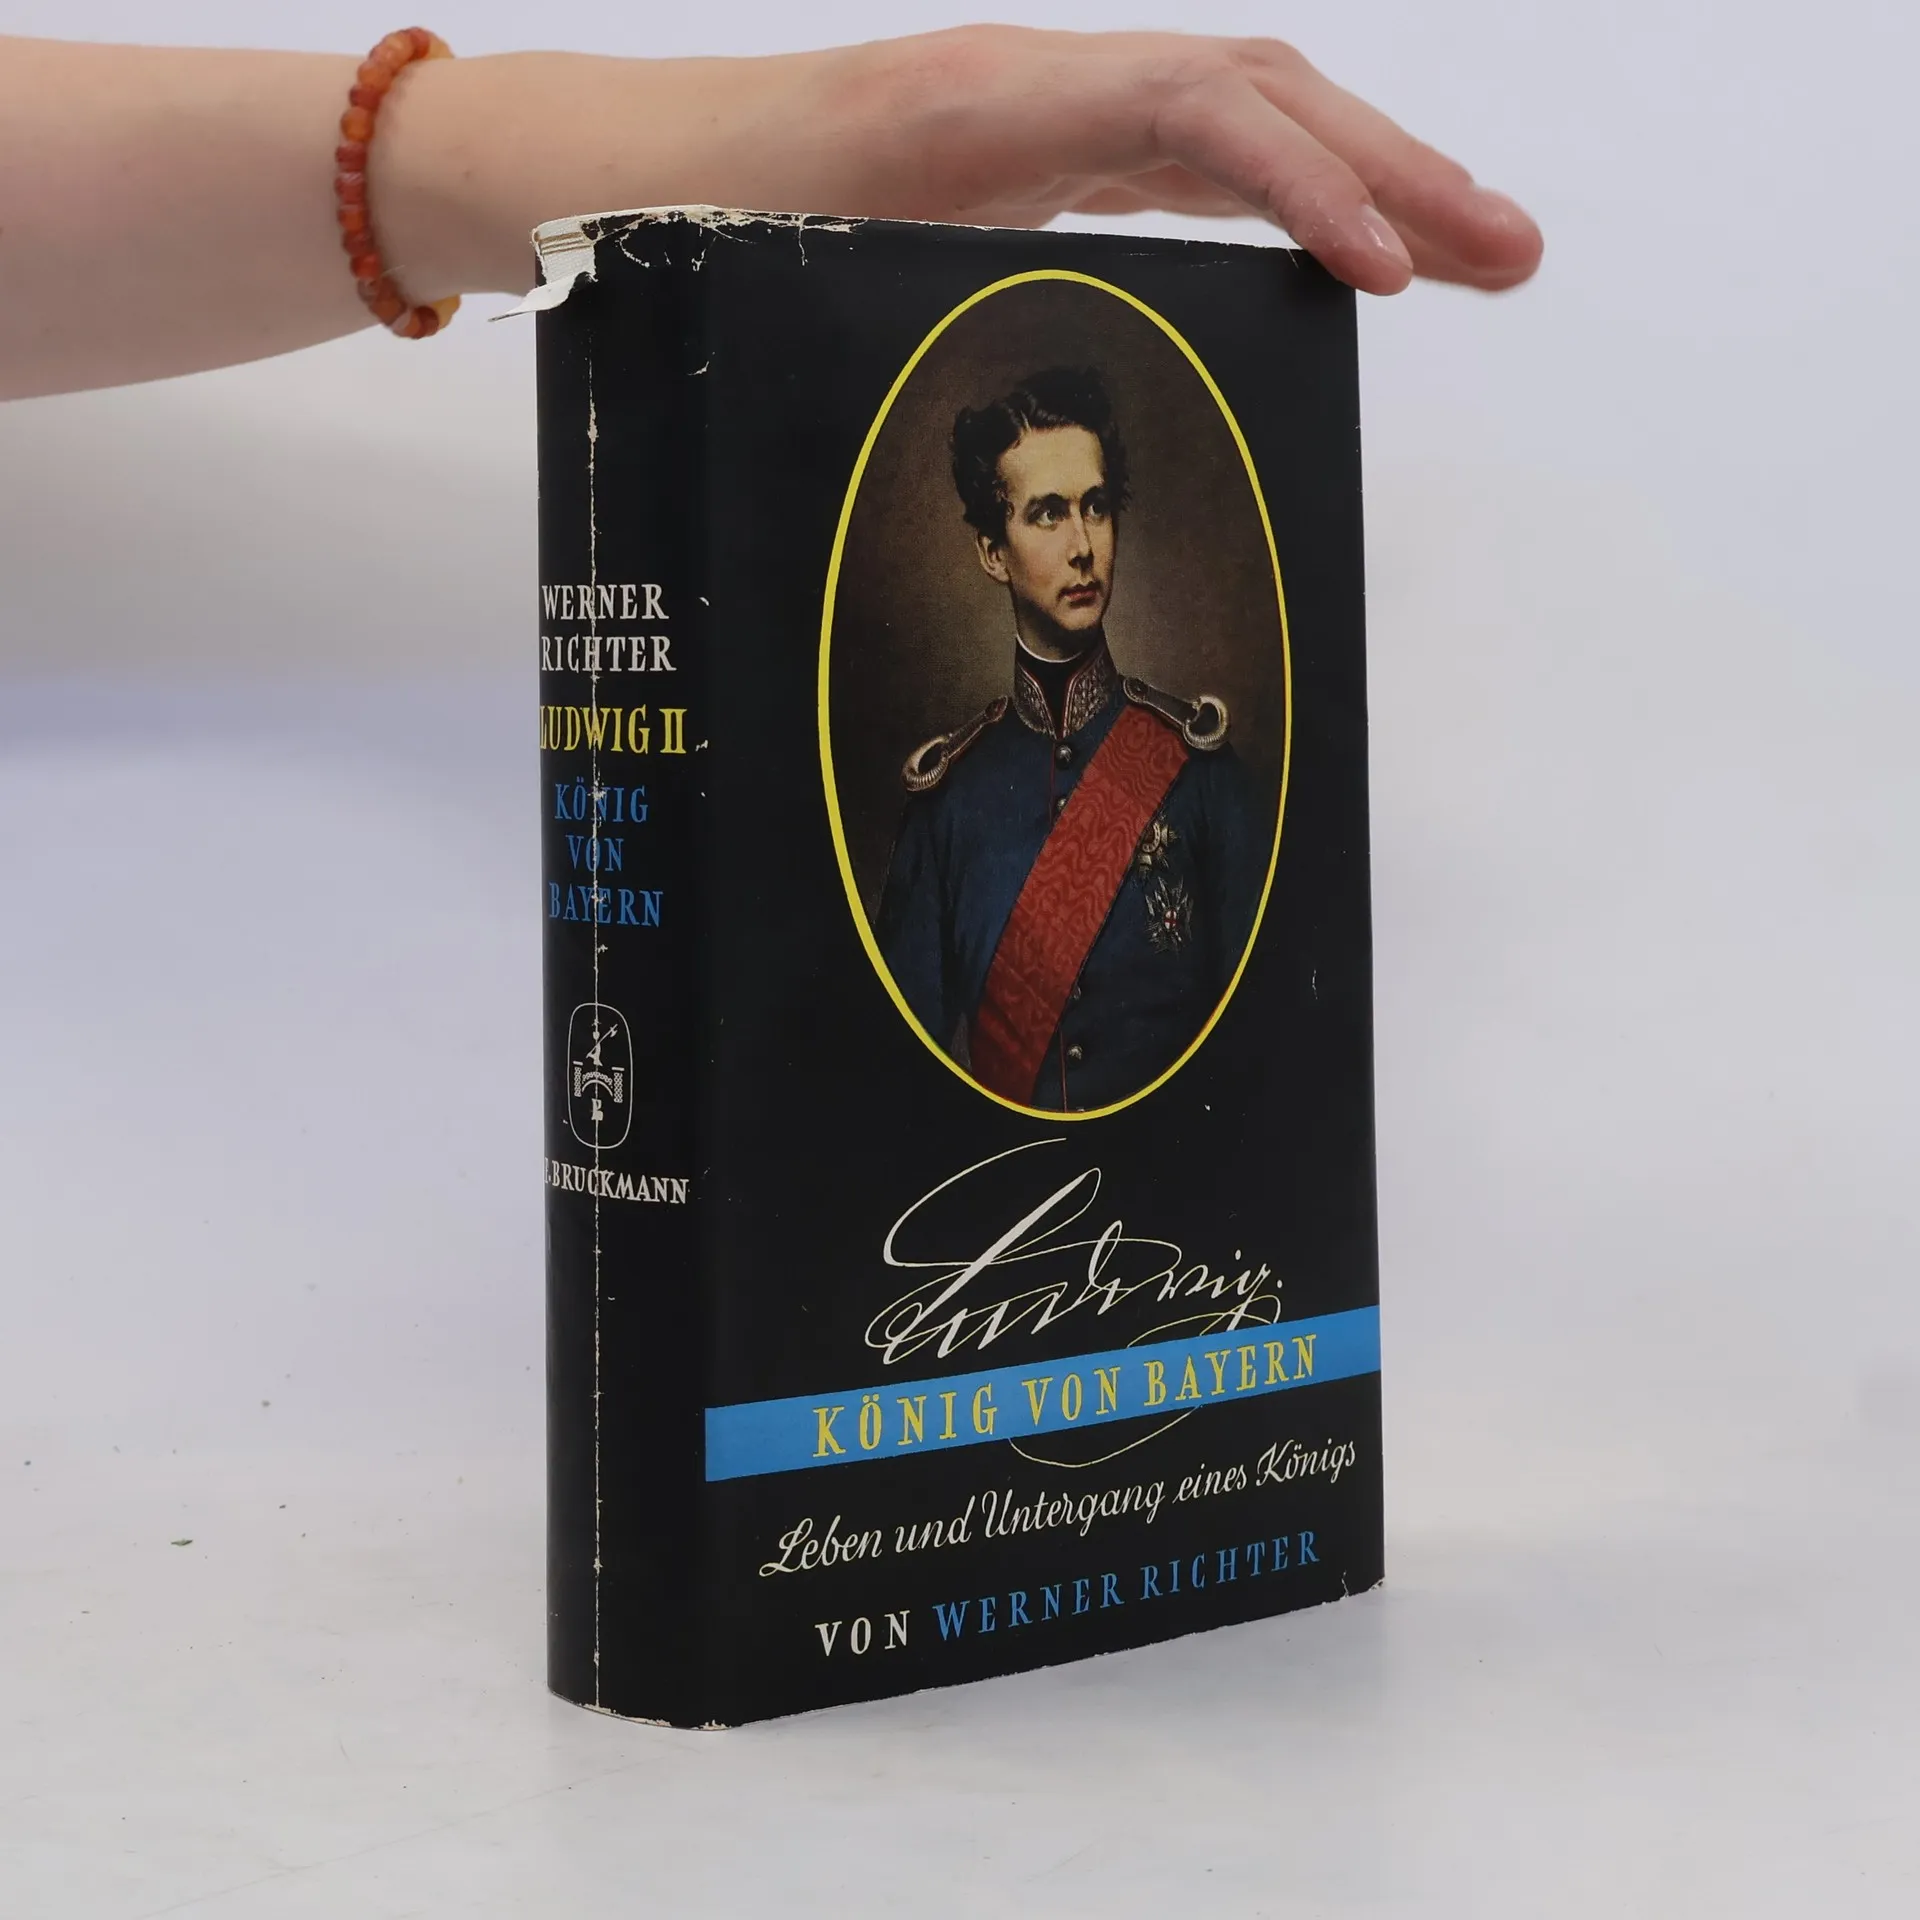 WERNER
RICHTER
LUDWIG II
KÖNIG
VON
BAYERN
F. BRUCKMANN
Ludwig.
KÖNIG VON BAYERN
Leben und Untergang eines Königs
VON WERNER RICHTER